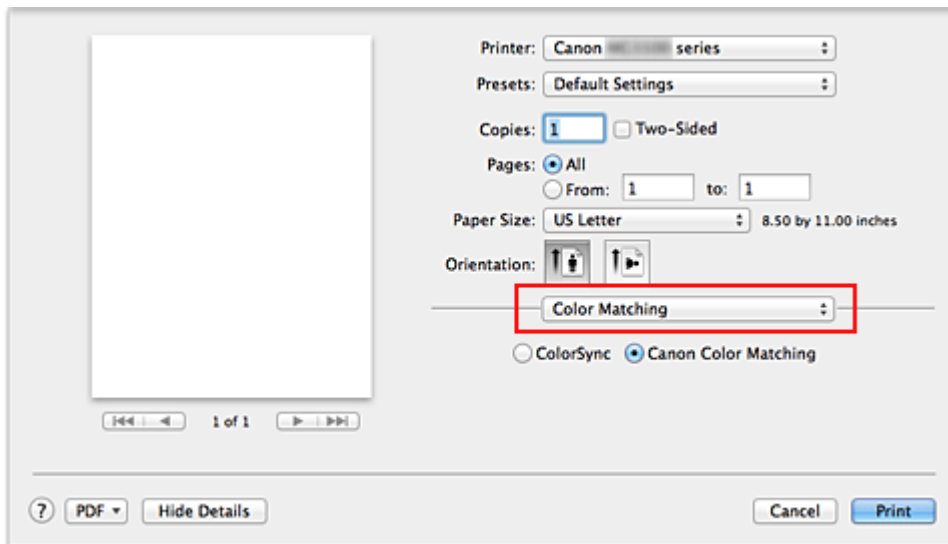 Printer: Canon series
Presets: Default Settings
Copies: 1 Two-Sided
Pages: All
From: 1 to: 1
Paper Size: US Letter 8.50 by 11.00 inches
Orientation:
Color Matching
ColorSync Canon Color Matching
1 of 1
? PDF Hide Details Cancel Print